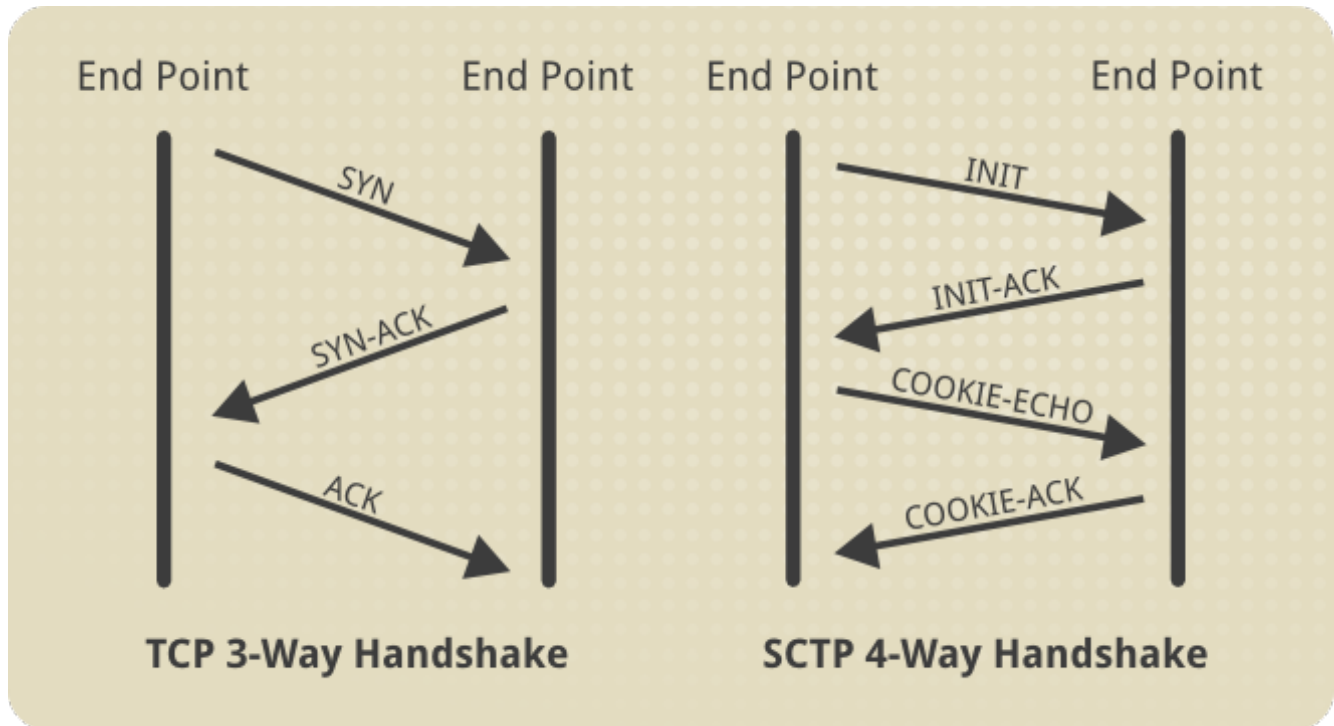 End Point
End Point
SYN
SYN-ACK
ACK
TCP 3-Way Handshake
End Point
End Point
INIT
INIT-ACK
COOKIE-ECHO
COOKIE-ACK
SCTP 4-Way Handshake